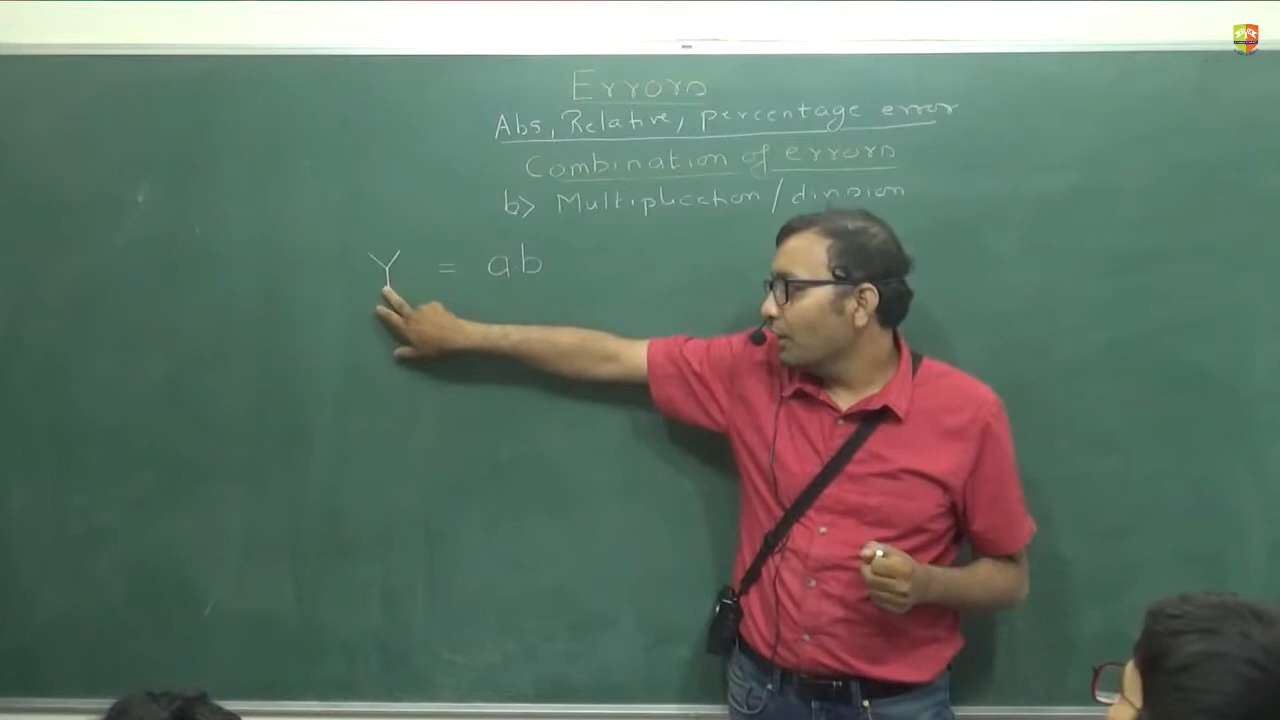 Errors
Abs, Relative, percentage error
Combination of errors
b> Multiplication / division
Y = ab